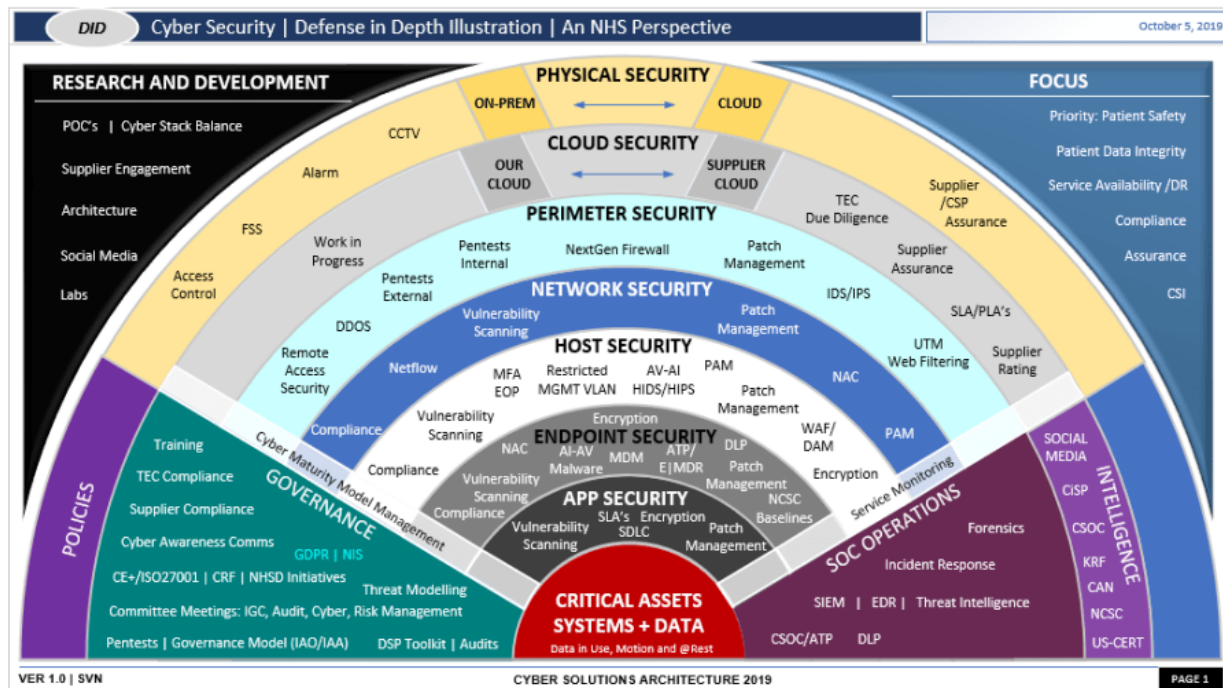 DID
Cyber Security | Defense in Depth Illustration | An NHS Perspective
October 5, 2019
RESEARCH AND DEVELOPMENT
POC's | Cyber Stack Balance
Supplier Engagement
Architecture
Social Media
Labs
FOCUS
Priority: Patient Safety
Patient Data Integrity
Service Availability /DR
Compliance
Assurance
CSI
PHYSICAL SECURITY
ON-PREM
CLOUD
CCTV
Alarm
FSS
Access
Control
Supplier
/CSP
Assurance
CLOUD SECURITY
OUR
CLOUD
SUPPLIER
CLOUD
Work in
Progress
TEC
Due Diligence
Supplier
Assurance
SLA/PLA's
Supplier
Rating
PERIMETER SECURITY
Pentests
Internal
NextGen Firewall
Patch
Management
Pentests
External
IDS/IPS
DDOS
UTM
Web Filtering
Remote
Access
Security
NETWORK SECURITY
Vulnerability
Scanning
Patch
Management
Netflow
NAC
Compliance
PAM
HOST SECURITY
MFA
EOP
Restricted
MGMT VLAN
AV-AI
HIDS/HIPS
PAM
Patch
Management
Vulnerability
Scanning
WAF/
DAM
Compliance
Encryption
Encryption
ENDPOINT SECURITY
NAC
AI-AV
Malware
MDM
ATP/
E|MDR
DLP
Patch
Management
Vulnerability
Scanning
Compliance
NCSC
Baselines
APP SECURITY
Vulnerability
Scanning
SLA's
SDLC
Encryption
Patch
Management
CRITICAL ASSETS
SYSTEMS + DATA
Data in Use, Motion and @Rest
Cyber Maturity Model Management
Service Monitoring
POLICIES
GOVERNANCE
Training
TEC Compliance
Supplier Compliance
Cyber Awareness Comms
GDPR | NIS
CE+/ISO27001 | CRF | NHSD Initiatives
Threat Modelling
Committee Meetings: IGC, Audit, Cyber, Risk Management
Pentests | Governance Model (IAO/IAA)
DSP Toolkit | Audits
SOC OPERATIONS
Forensics
Incident Response
SIEM | EDR | Threat Intelligence
CSOC/ATP
DLP
INTELLIGENCE
SOCIAL
MEDIA
CiSP
CSOC
KRF
CAN
NCSC
US-CERT
VER 1.0 | SVN
CYBER SOLUTIONS ARCHITECTURE 2019
PAGE 1